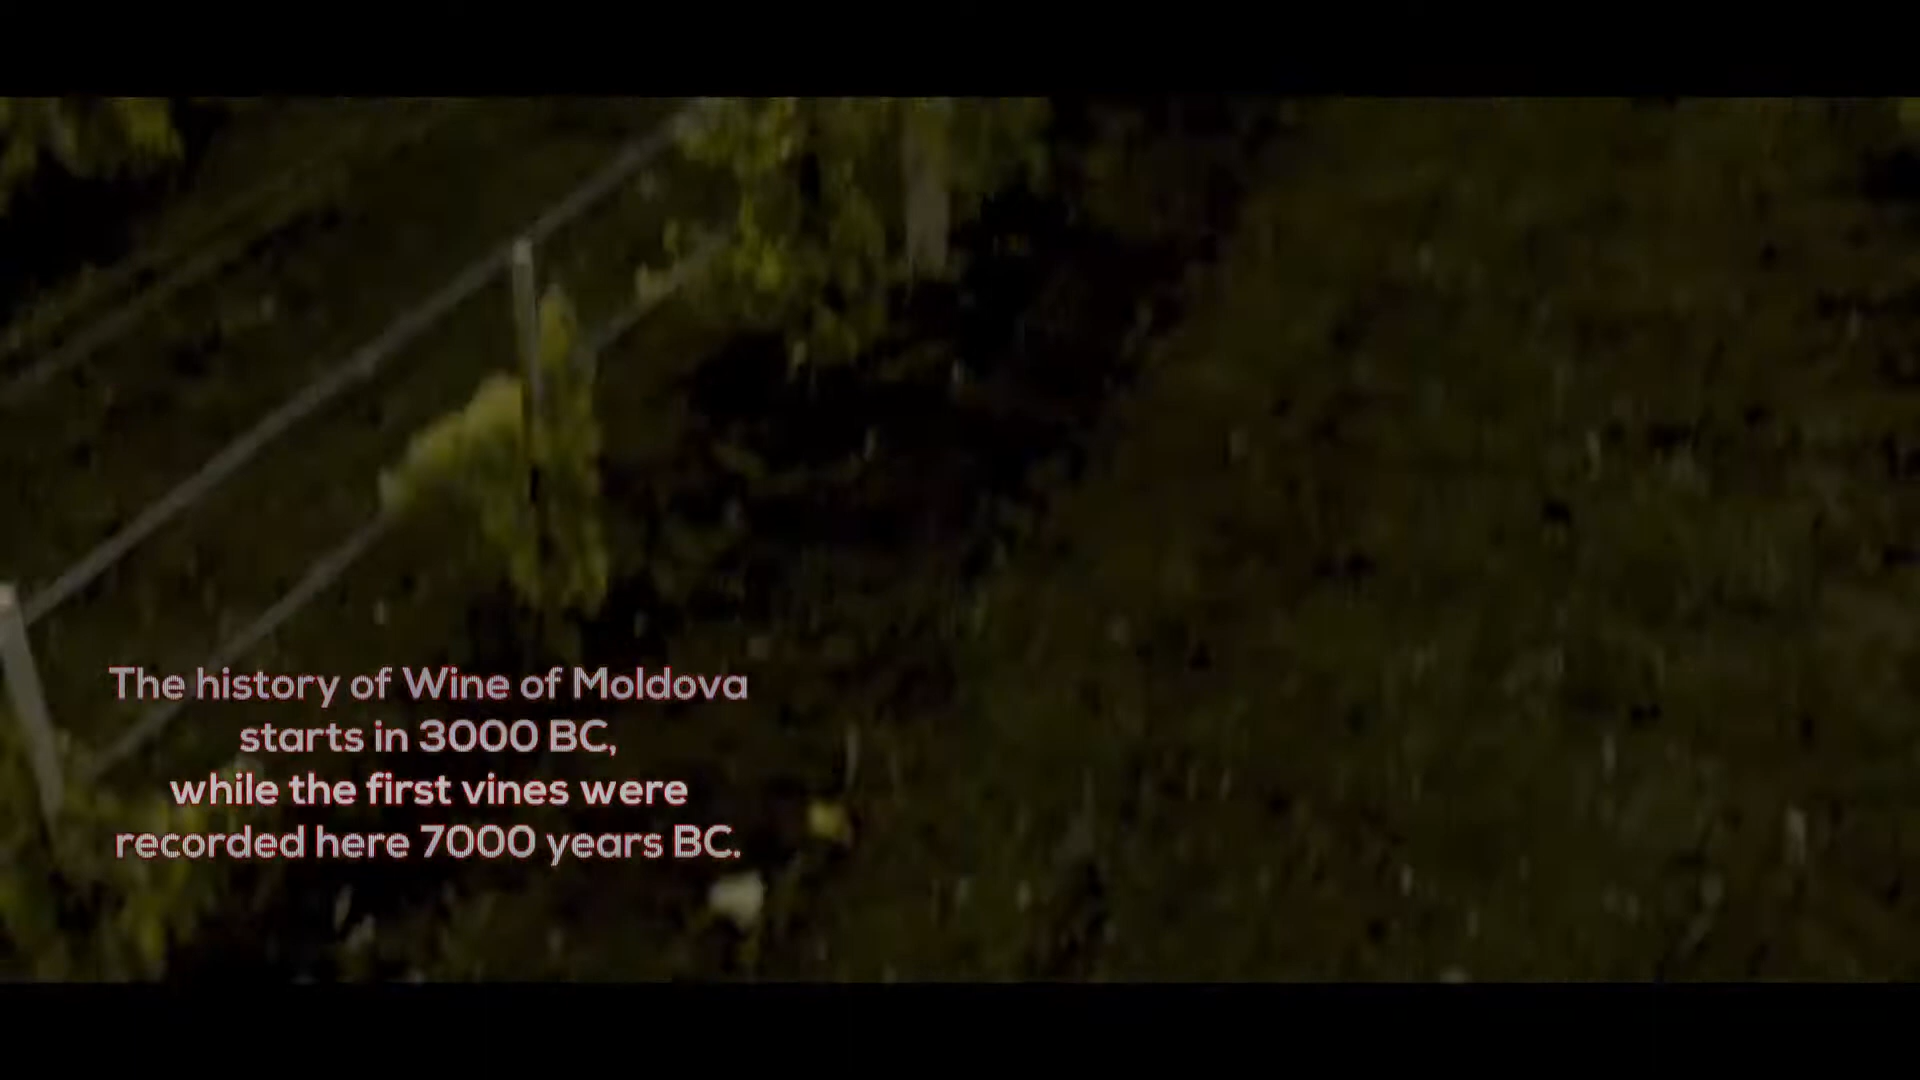 The history of Wine of Moldova
starts in 3000 BC,
while the first vines were
recorded here 7000 years BC.